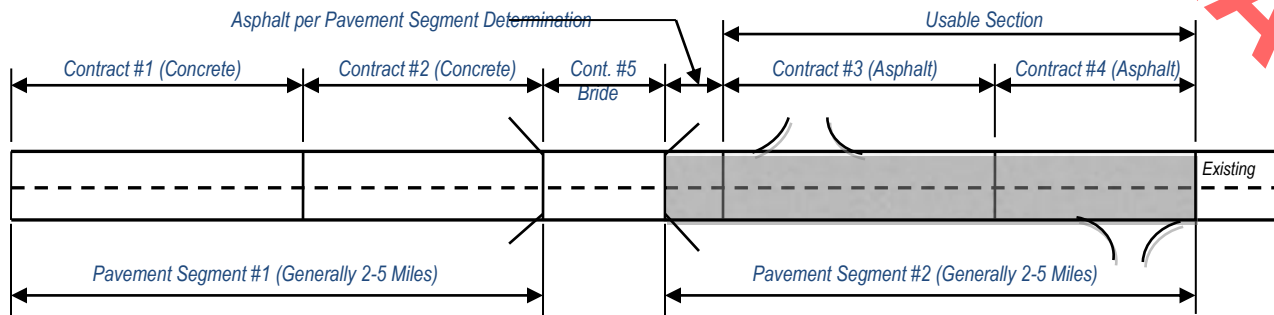 Asphalt per Pavement Segment Determination
Usable Section
Contract #1 (Concrete)
Contract #2 (Concrete)
Cont. #5
Bride
Contract #3 (Asphalt)
Contract #4 (Asphalt)
Existing
Pavement Segment #1 (Generally 2-5 Miles)
Pavement Segment #2 (Generally 2-5 Miles)